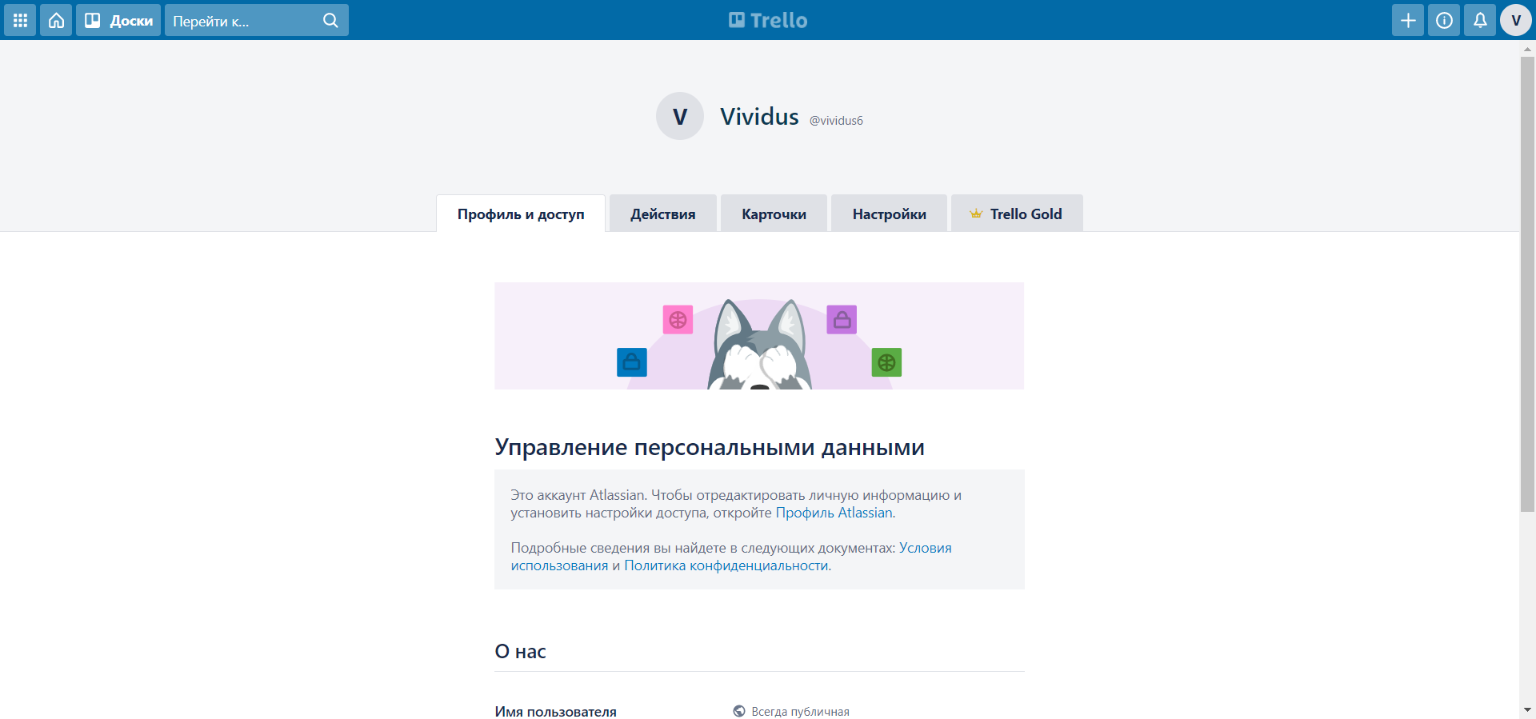 Доски
Перейти к...
Trello
V
V
Vividus @vividus6
Профиль и доступ
Действия
Карточки
Настройки
Trello Gold
Управление персональными данными
Это аккаунт Atlassian. Чтобы отредактировать личную информацию и
установить настройки доступа, откройте Профиль Atlassian.
Подробные сведения вы найдете в следующих документах: Условия
использования и Политика конфиденциальности.
О нас
Имя пользователя
Всегда публичная